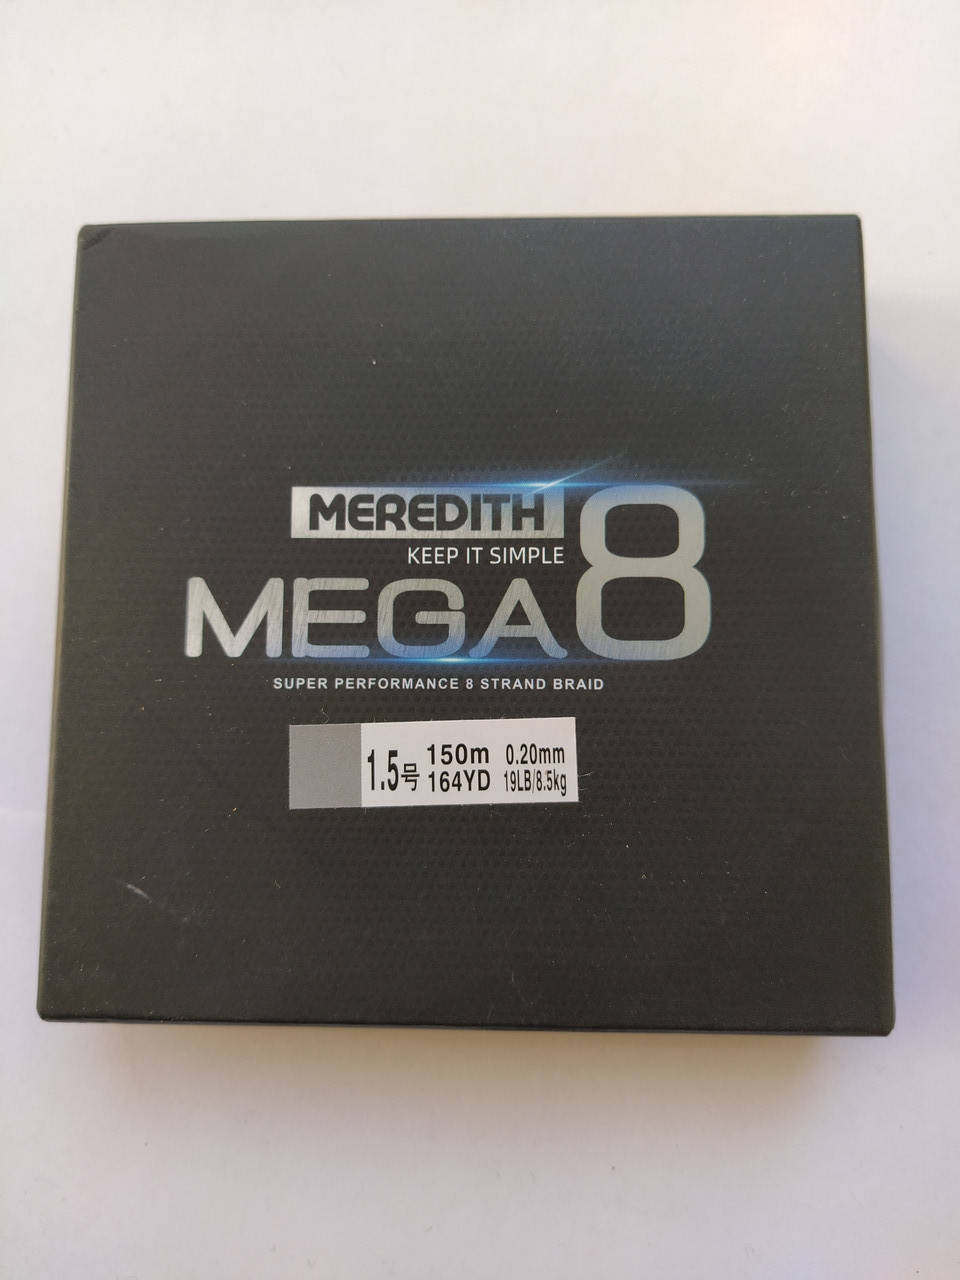 MEREDITH
KEEP IT SIMPLE
MEGA8
SUPER PERFORMANCE 8 STRAND BRAID
1.5号 150m 0.20mm
164YD 19LB/8.5kg